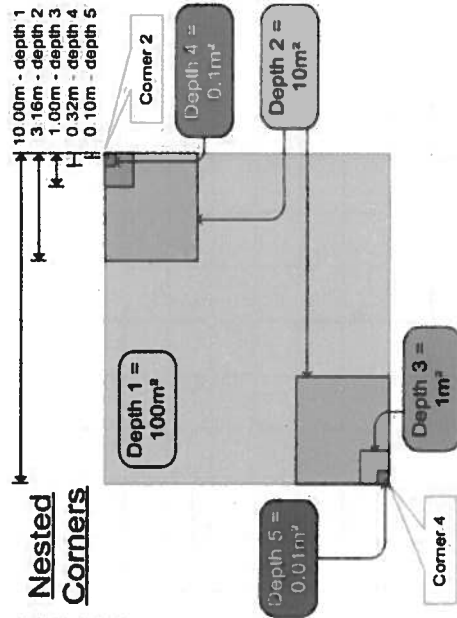 Nested
Corners
10.00m - depth 1
3.16m - depth 2
1.00m - depth 3
0.32m - depth 4
0.10m - depth 5
Corner 2
Depth 1 =
100m²
Depth 4 =
0.1m²
Depth 2 =
10m²
Depth 5 =
0.01m²
Depth 3 =
1m²
Corner 4